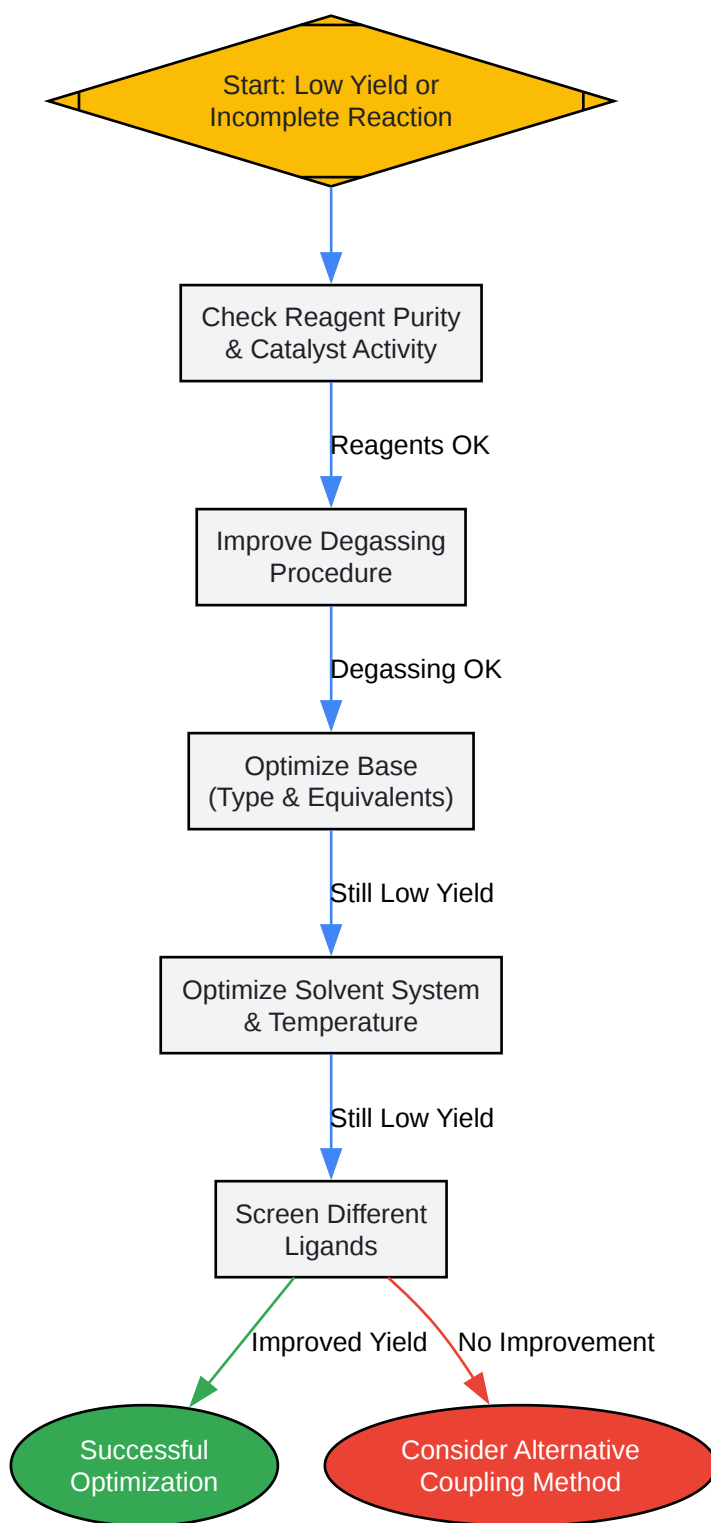 Start: Low Yield or
Incomplete Reaction
Check Reagent Purity
& Catalyst Activity
Reagents OK
Improve Degassing
Procedure
Degassing OK
Optimize Base
(Type & Equivalents)
Still Low Yield
Optimize Solvent System
& Temperature
Still Low Yield
Screen Different
Ligands
Improved Yield
No Improvement
Successful
Optimization
Consider Alternative
Coupling Method